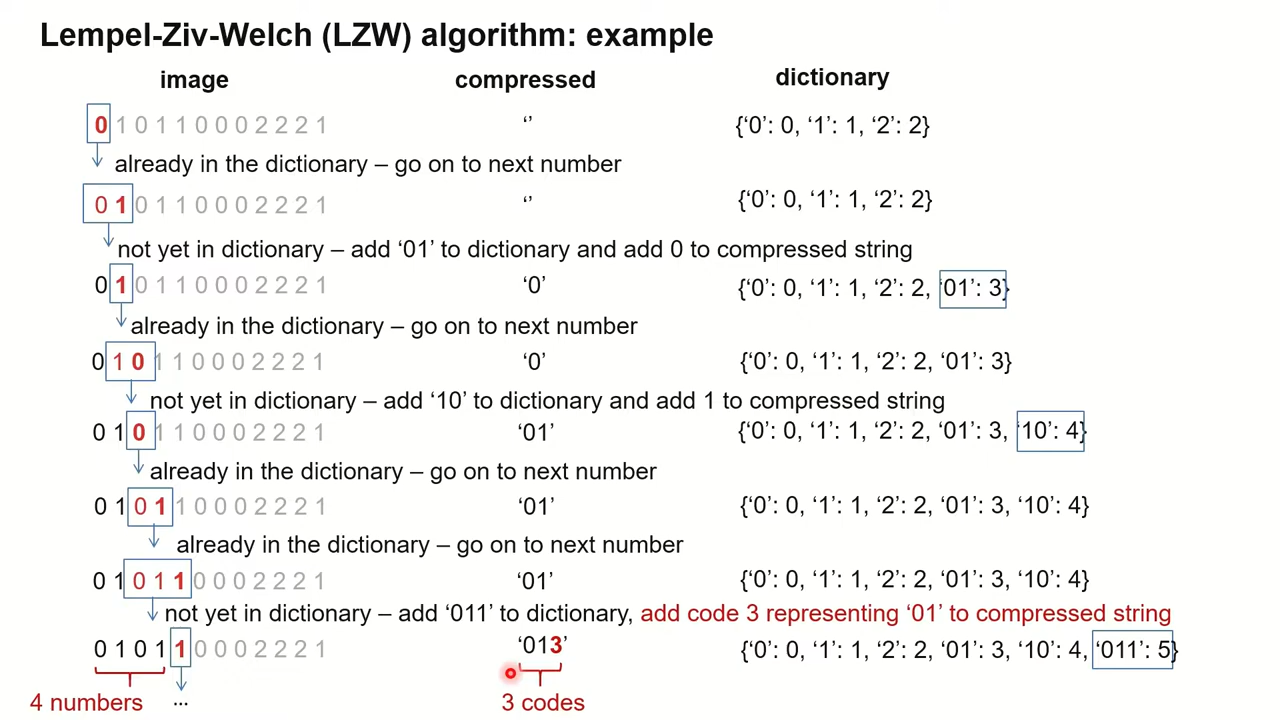 Lempel-Ziv-Welch (LZW) algorithm: example
image compressed dictionary
0 1 0 1 1 0 0 0 2 2 2 1 ‘’ {‘0’: 0, ‘1’: 1, ‘2’: 2}
already in the dictionary – go on to next number
0 1 0 1 1 0 0 0 2 2 2 1 ‘’ {‘0’: 0, ‘1’: 1, ‘2’: 2}
not yet in dictionary – add ‘01’ to dictionary and add 0 to compressed string
0 1 0 1 1 0 0 0 2 2 2 1 ‘0’ {‘0’: 0, ‘1’: 1, ‘2’: 2, ‘01’: 3}
already in the dictionary – go on to next number
0 1 0 1 1 0 0 0 2 2 2 1 ‘0’ {‘0’: 0, ‘1’: 1, ‘2’: 2, ‘01’: 3}
not yet in dictionary – add ‘10’ to dictionary and add 1 to compressed string
0 1 0 1 1 0 0 0 2 2 2 1 ‘01’ {‘0’: 0, ‘1’: 1, ‘2’: 2, ‘01’: 3, ‘10’: 4}
already in the dictionary – go on to next number
0 1 0 1 1 0 0 0 2 2 2 1 ‘01’ {‘0’: 0, ‘1’: 1, ‘2’: 2, ‘01’: 3, ‘10’: 4}
already in the dictionary – go on to next number
0 1 0 1 1 0 0 0 2 2 2 1 ‘01’ {‘0’: 0, ‘1’: 1, ‘2’: 2, ‘01’: 3, ‘10’: 4}
not yet in dictionary – add ‘011’ to dictionary, add code 3 representing ‘01’ to compressed string
0 1 0 1 1 0 0 0 2 2 2 1 ‘013’ {‘0’: 0, ‘1’: 1, ‘2’: 2, ‘01’: 3, ‘10’: 4, ‘011’: 5}
4 numbers ... 3 codes